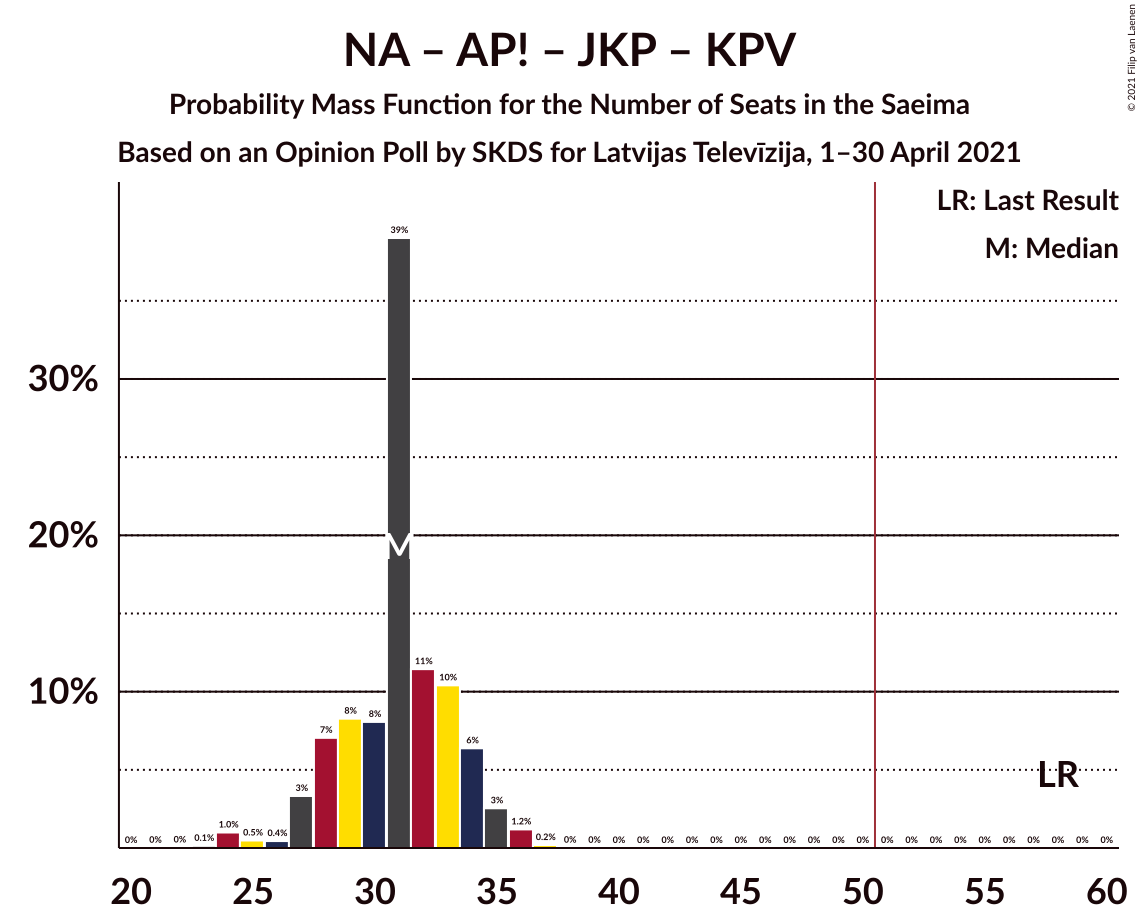 NA – AP! – JKP – KPV
Probability Mass Function for the Number of Seats in the Saeima
Based on an Opinion Poll by SKDS for Latvijas Televīzija, 1–30 April 2021
© 2021 Filip van Laenen
LR: Last Result
M: Median
39%
30%
20%
M
11%
10%
10%
8%
8%
7%
6%
LR
3%
3%
1.0%
1.2%
0% 0% 0% 0.1% 0.5% 0.4% 0.2% 0% 0% 0% 0% 0% 0% 0% 0% 0% 0% 0% 0% 0% 0% 0% 0% 0% 0% 0% 0% 0% 0% 0%
20 25 30 35 40 45 50 55 60